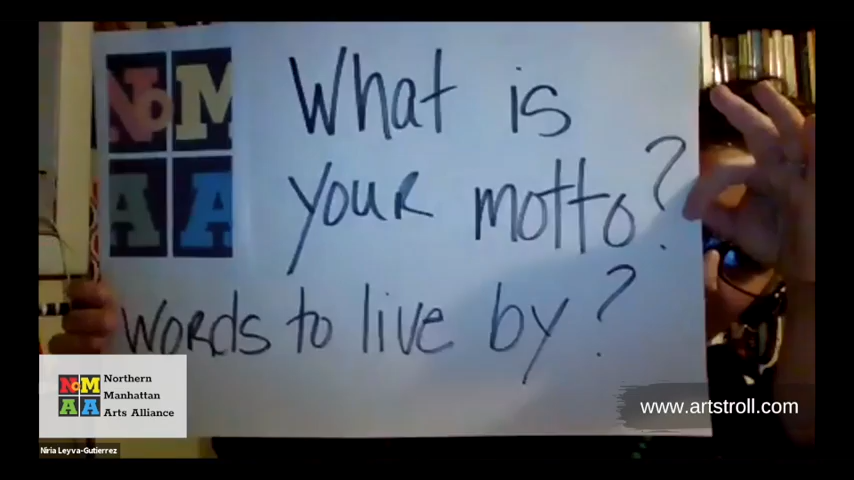 NoMAA
What is
your motto?
words to live by?
NoMAA
Northern
Manhattan
Arts Alliance
www.artstroll.com
Niria Leyva-Gutierrez